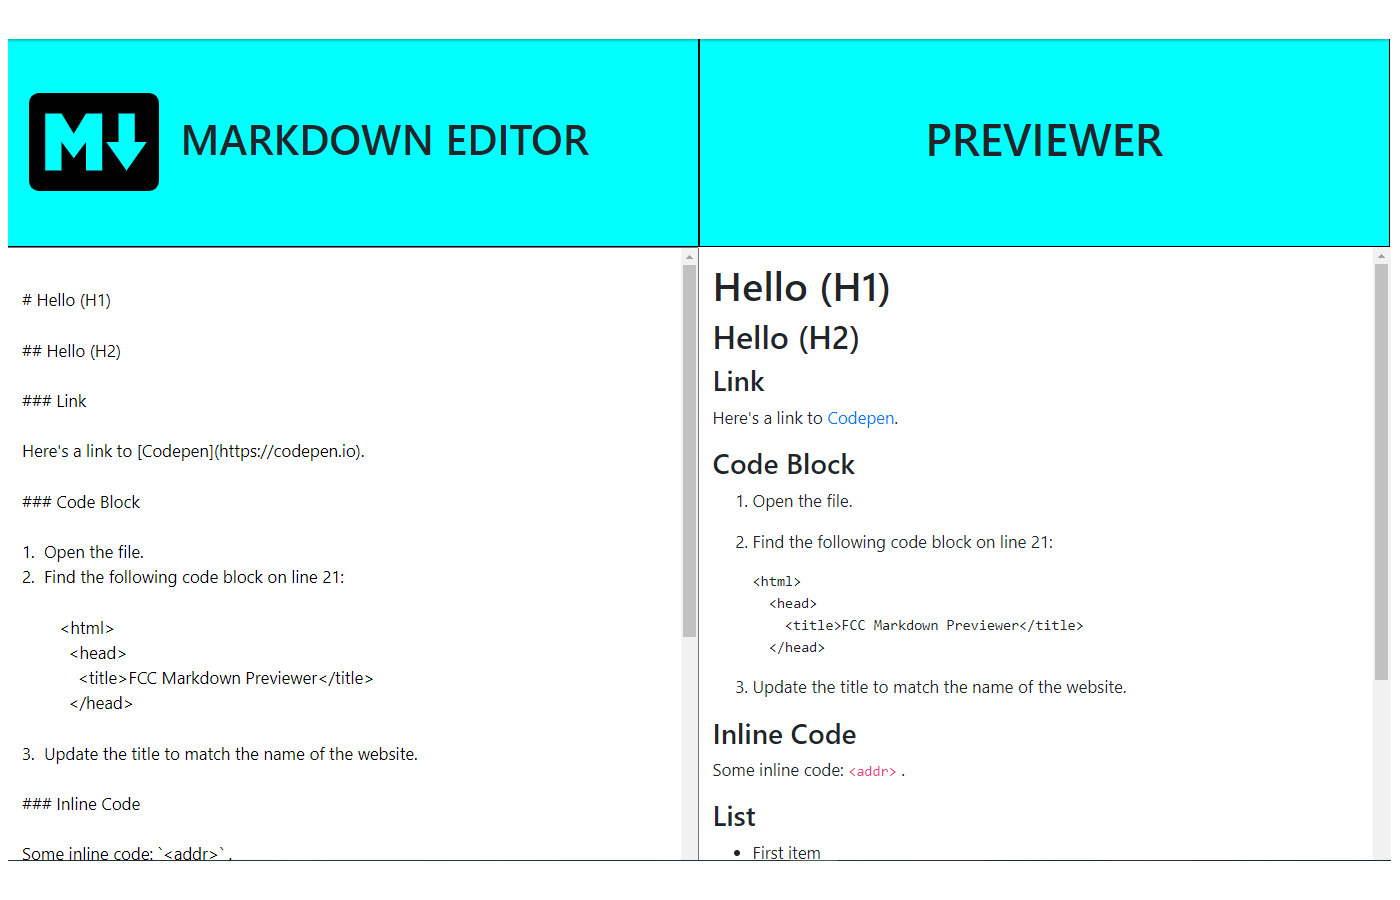 M
MARKDOWN EDITOR
PREVIEWER
# Hello (H1)
## Hello (H2)
### Link
Here's a link to [Codepen](https://codepen.io).
### Code Block
1.  Open the file.
2.  Find the following code block on line 21:
<html>
<head>
<title>FCC Markdown Previewer</title>
</head>
3.  Update the title to match the name of the website.
### Inline Code
Some inline code: `<addr>` .
Hello (H1)
Hello (H2)
Link
Here's a link to Codepen.
Code Block
1. Open the file.
2. Find the following code block on line 21:
<html>
<head>
<title>FCC Markdown Previewer</title>
</head>
3. Update the title to match the name of the website.
Inline Code
Some inline code: <addr> .
List
• First item